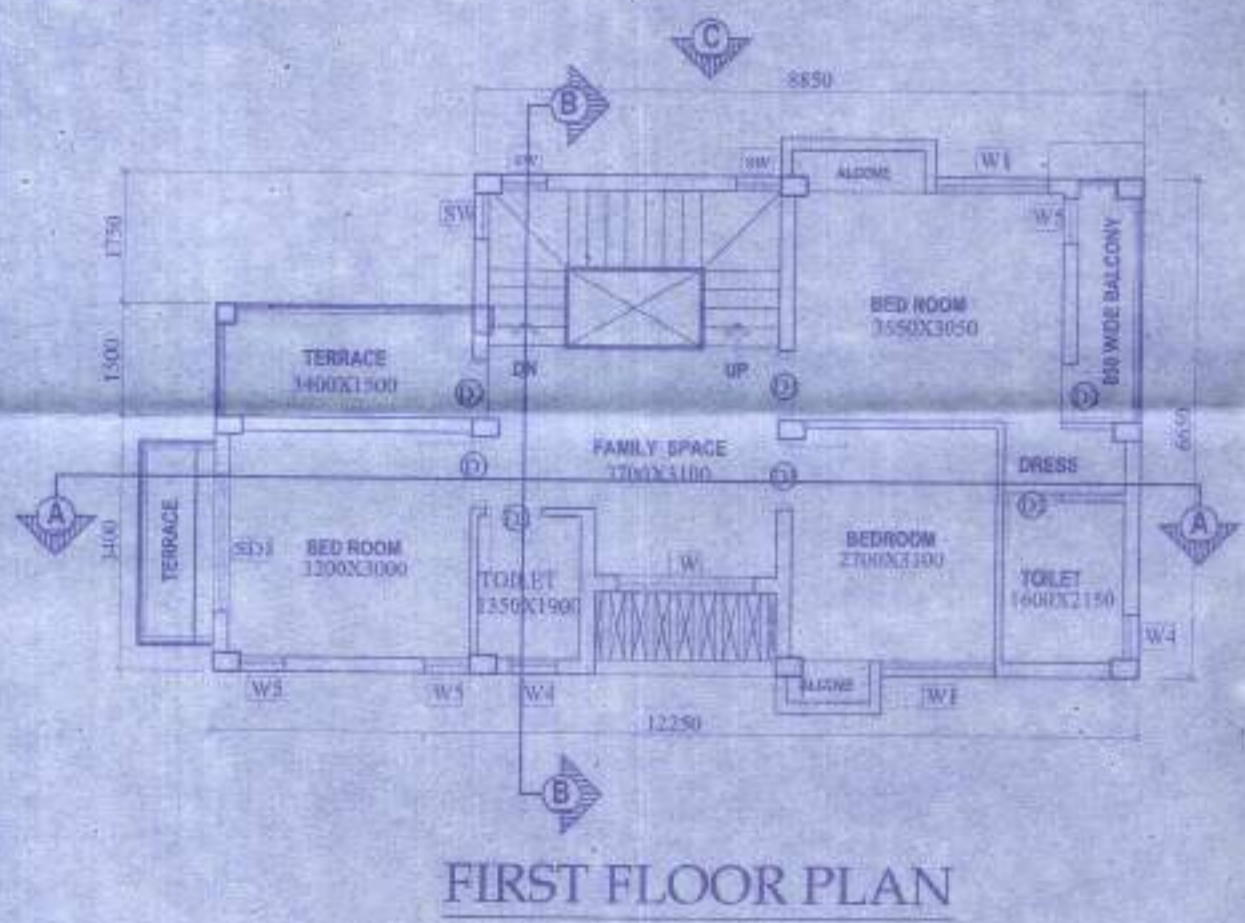 C
8850
B
SW
SW
ALCOVE
W1
SW
W5
1750
BED ROOM
3550X3050
850 WIDE BALCONY
TERRACE
3400X1500
1500
DN
UP
D
D
D
6650
FAMILY SPACE
3700X3100
DRESS
D
D
D
D
A
A
3400
TERRACE
SD1
BED ROOM
3200X3000
BEDROOM
2700X3100
TOILET
1350X1900
W
TOILET
1600X2150
W4
W5
W5
W4
ALCOVE
W1
12250
B
FIRST FLOOR PLAN